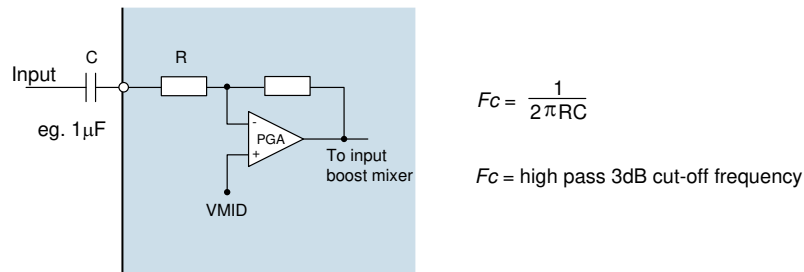 C
R
Input
eg. 1μF
-
PGA
+
To input
boost mixer
VMID
Fc = 1
2πRC
Fc = high pass 3dB cut-off frequency